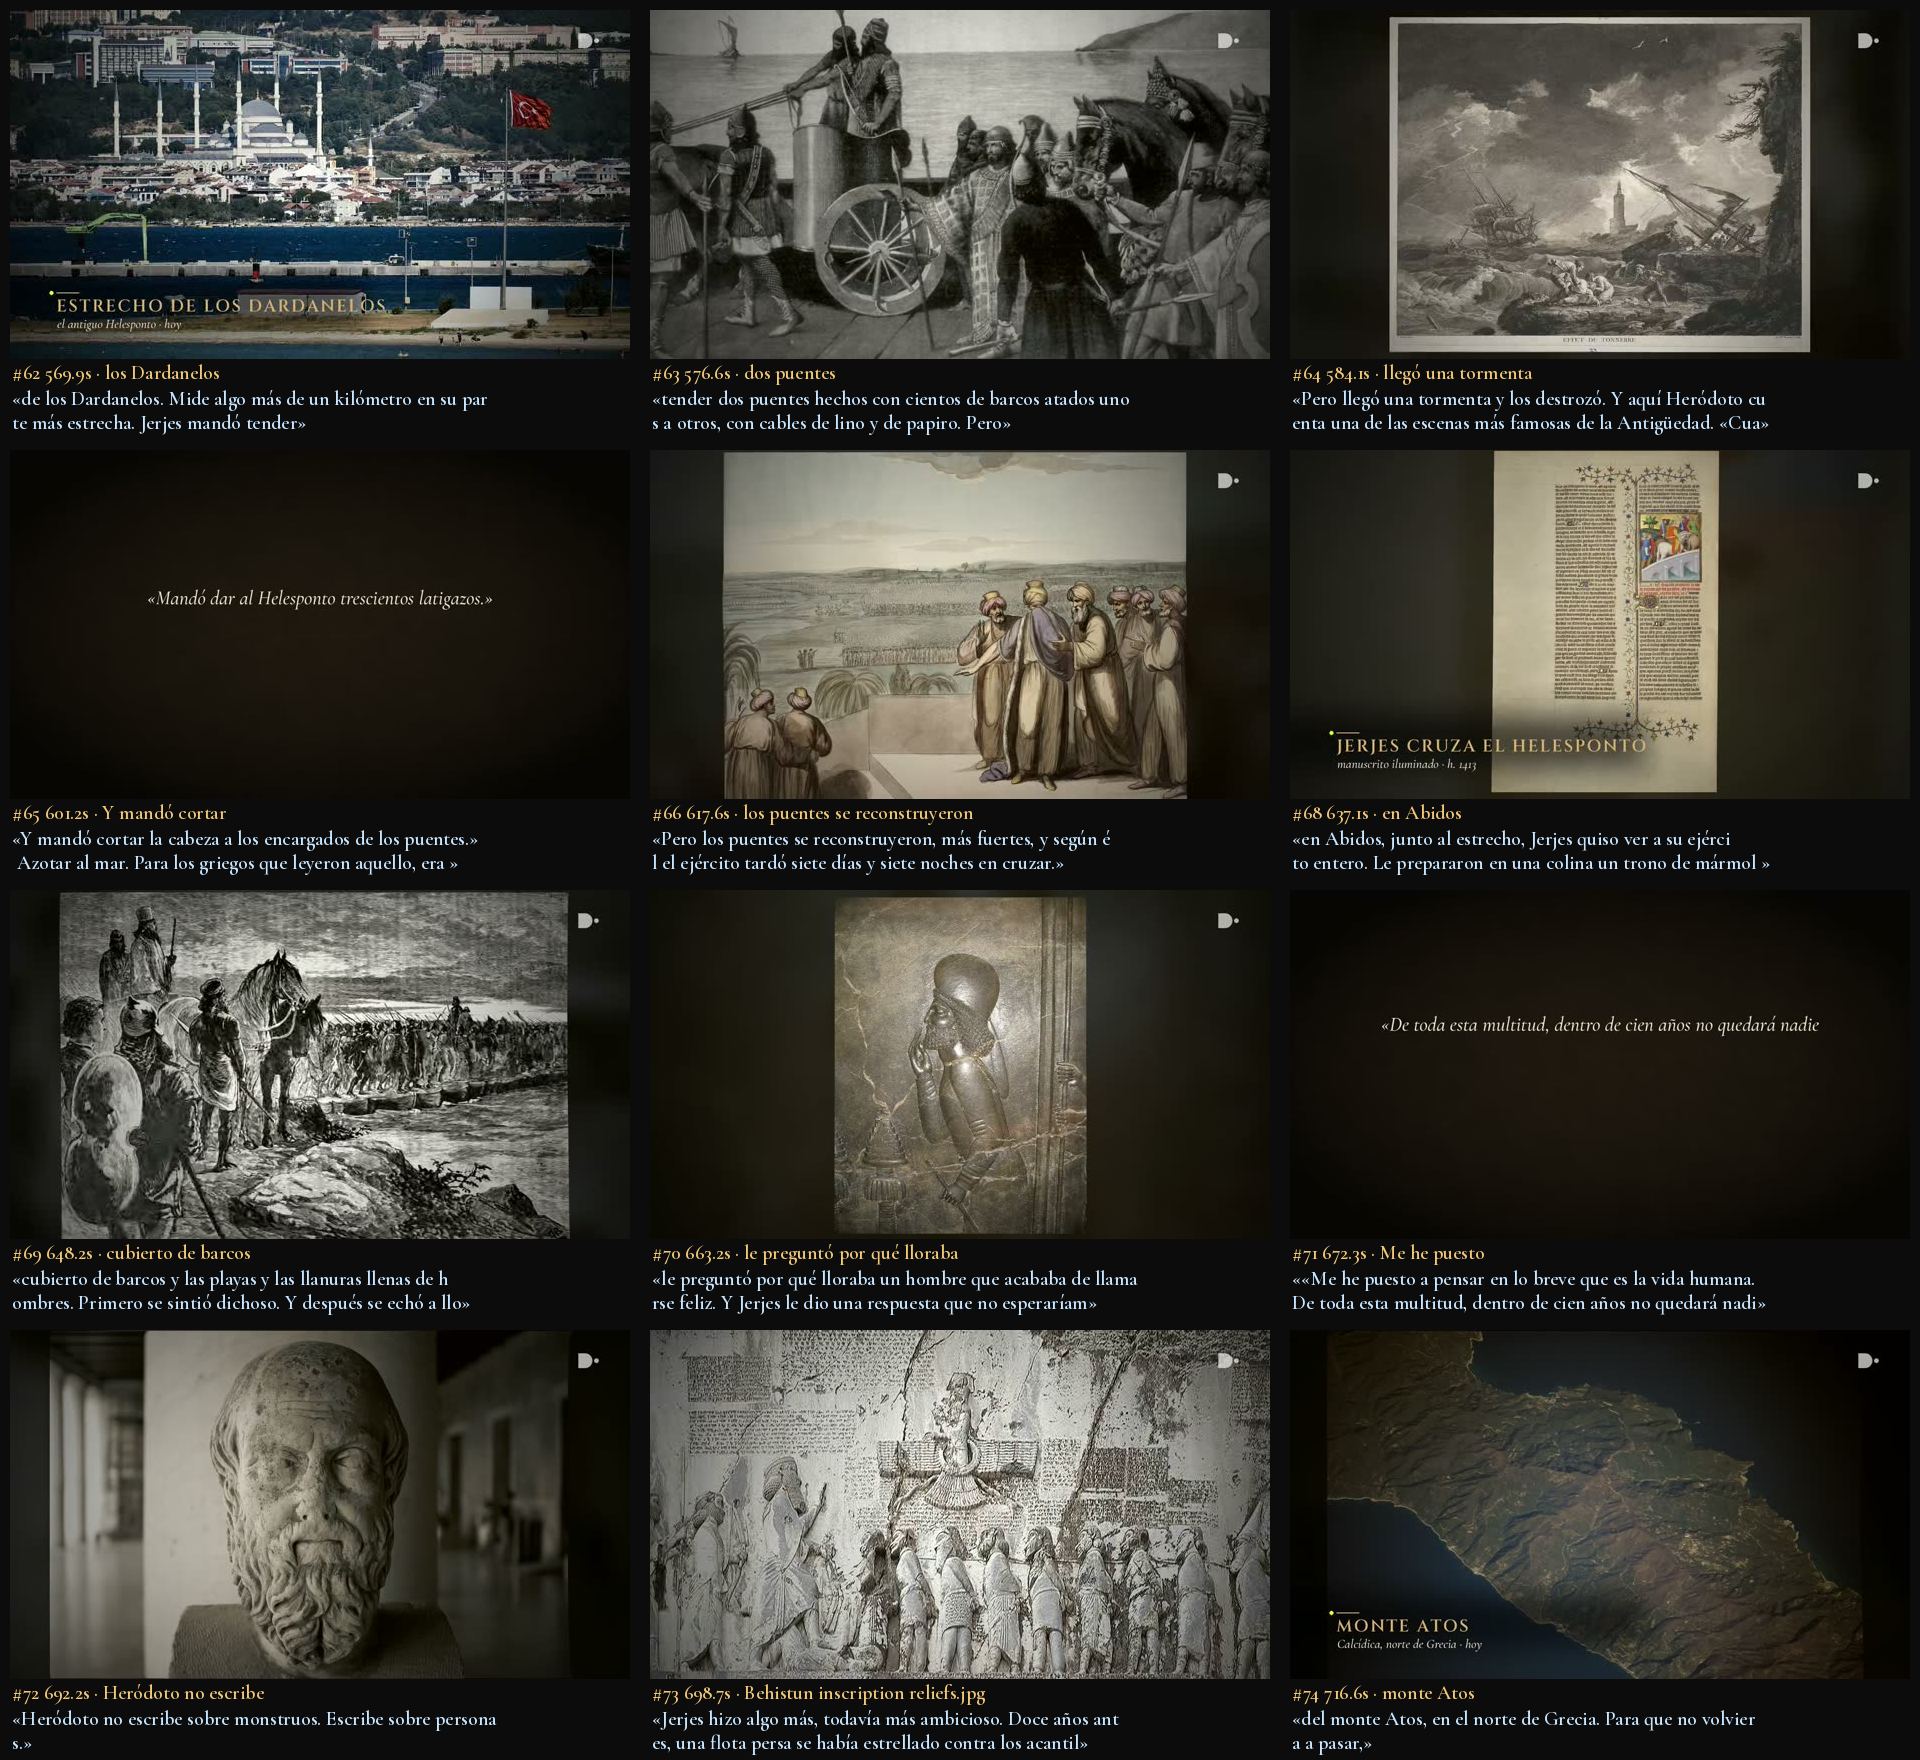 ESTRECHO DE LOS DARDANELOS
el antiguo Helesponto · hoy
#62 569.9s · los Dardanelos
«de los Dardanelos. Mide algo más de un kilómetro en su par
te más estrecha. Jerjes mandó tender»
#63 576.6s · dos puentes
«tender dos puentes hechos con cientos de barcos atados uno
s a otros, con cables de lino y de papiro. Pero»
EFFET DU TONNERRE
#64 584.1s · llegó una tormenta
«Pero llegó una tormenta y los destrozó. Y aquí Heródoto cu
enta una de las escenas más famosas de la Antigüedad. «Cua»
«Mandó dar al Helesponto trescientos latigazos.»
#65 601.2s · Y mandó cortar
«Y mandó cortar la cabeza a los encargados de los puentes.»
Azotar al mar. Para los griegos que leyeron aquello, era »
#66 617.6s · los puentes se reconstruyeron
«Pero los puentes se reconstruyeron, más fuertes, y según é
l el ejército tardó siete días y siete noches en cruzar.»
JERJES CRUZA EL HELESPONTO
manuscrito iluminado · h. 1413
#68 637.1s · en Abidos
«en Abidos, junto al estrecho, Jerjes quiso ver a su ejérci
to entero. Le prepararon en una colina un trono de mármol »
#69 648.2s · cubierto de barcos
«cubierto de barcos y las playas y las llanuras llenas de h
ombres. Primero se sintió dichoso. Y después se echó a llo»
#70 663.2s · le preguntó por qué lloraba
«le preguntó por qué lloraba un hombre que acababa de llama
rse feliz. Y Jerjes le dio una respuesta que no esperaríam»
«De toda esta multitud, dentro de cien años no quedará nadie
#71 672.3s · Me he puesto
««Me he puesto a pensar en lo breve que es la vida humana.
De toda esta multitud, dentro de cien años no quedará nadi»
#72 692.2s · Heródoto no escribe
«Heródoto no escribe sobre monstruos. Escribe sobre persona
s.»
#73 698.7s · Behistun inscription reliefs.jpg
«Jerjes hizo algo más, todavía más ambicioso. Doce años ant
es, una flota persa se había estrellado contra los acantil»
MONTE ATOS
Calcídica, norte de Grecia · hoy
#74 716.6s · monte Atos
«del monte Atos, en el norte de Grecia. Para que no volvier
a a pasar,»